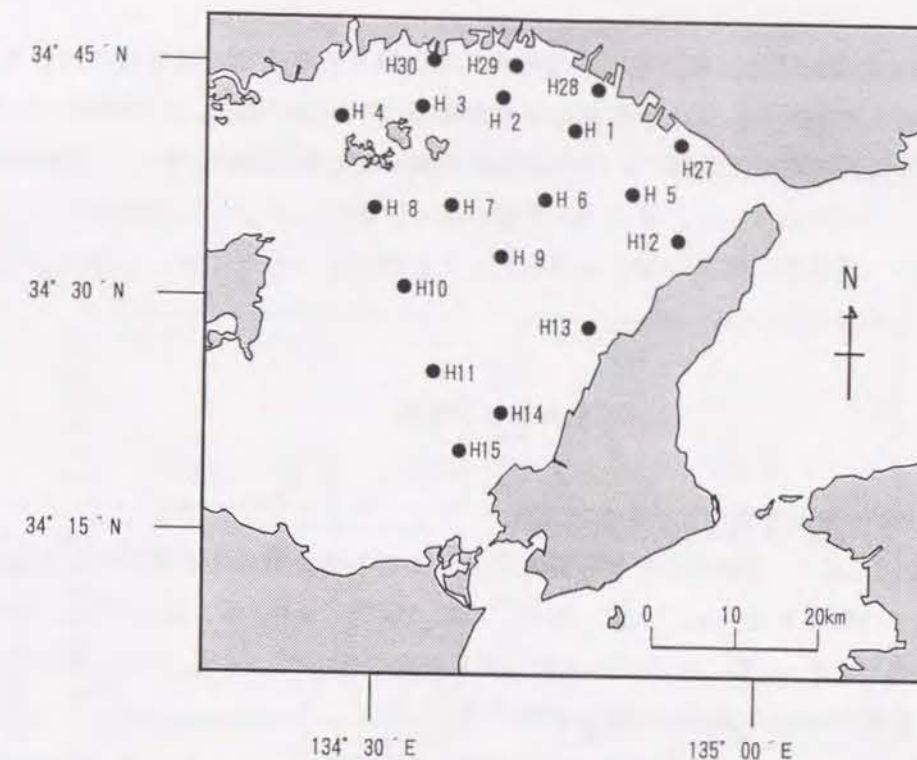 34° 45´N
H30
H29
H28
H 3
H 2
H 4
H 1
H27
H 8
H 7
H 6
H 5
H12
H 9
34° 30´N
H10
N
H13
H11
H14
H15
34° 15´N
0 10 20km
134° 30´E
135° 00´E